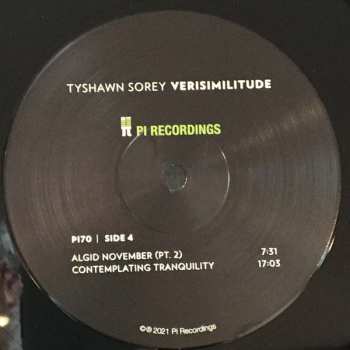 TYSHAWN SOREY VERISIMILITUDE
PI RECORDINGS
PI70 | SIDE 4
ALGID NOVEMBER (PT. 2) 7:31
CONTEMPLATING TRANQUILITY 17:03
©℗ 2021 Pi Recordings